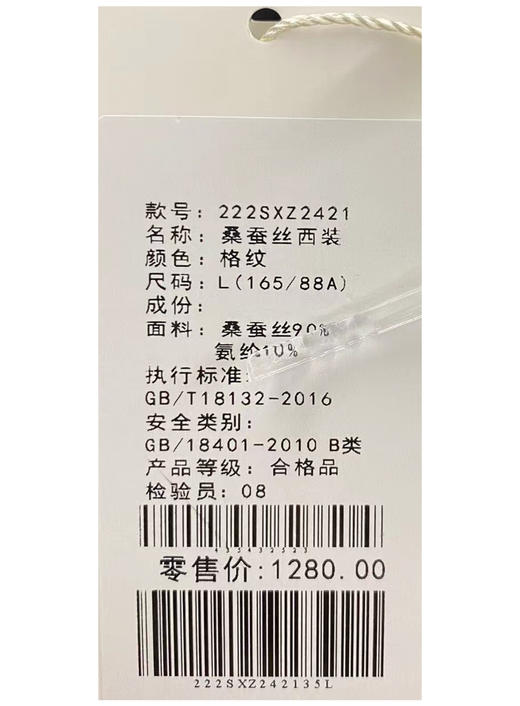 款号：222SXZ2421
名称：桑蚕丝西装
颜色：格纹
尺码：L(165/88A)
成份：
面料：桑蚕丝90%
氨纶10%
执行标准：
GB/T18132-2016
安全类别：
GB/18401-2010 B类
产品等级：合格品
检验员：08
零售价:1280.00
222SXZ242135L